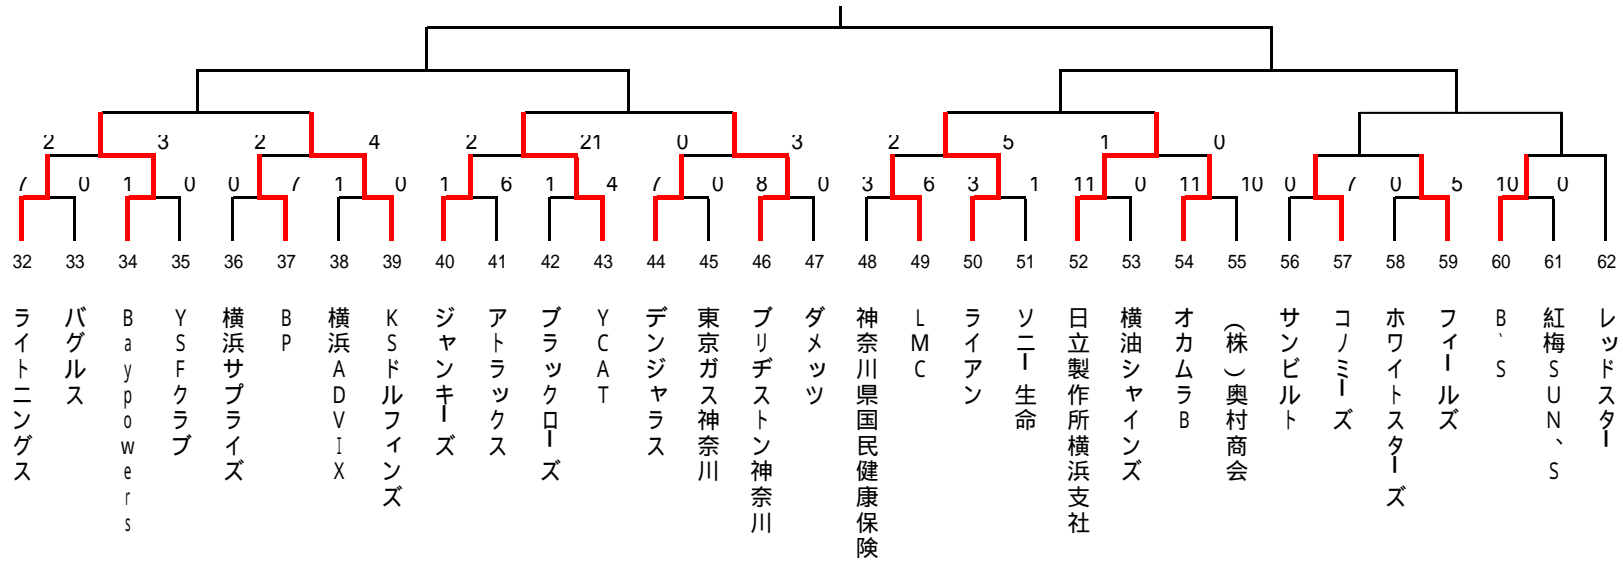 2 3 2 4 2 21 0 3 2 5 1 0
7 0 1 0 0 7 1 0 1 6 1 4 7 0 8 0 3 6 3 1 11 0 11 10 0 7 0 5 10 0
32 33 34 35 36 37 38 39 40 41 42 43 44 45 46 47 48 49 50 51 52 53 54 55 56 57 58 59 60 61 62
ライトニングス
バグルス
Baypowers
YSFクラブ
横浜サプライズ
BP
横浜ADVIX
KSドルフィンズ
ジャンキーズ
アトラックス
ブラックローズ
YCAT
デンジャラス
東京ガス神奈川
ブリヂストン神奈川
ダメッツ
神奈川県国民健康保険
LMC
ライアン
ソニー生命
日立製作所横浜支社
横油シャインズ
オカムラB
(株)奥村商会
サンビルト
コノミーズ
ホワイトスターズ
フィールズ
B`S
紅梅SUN、S
レッドスター